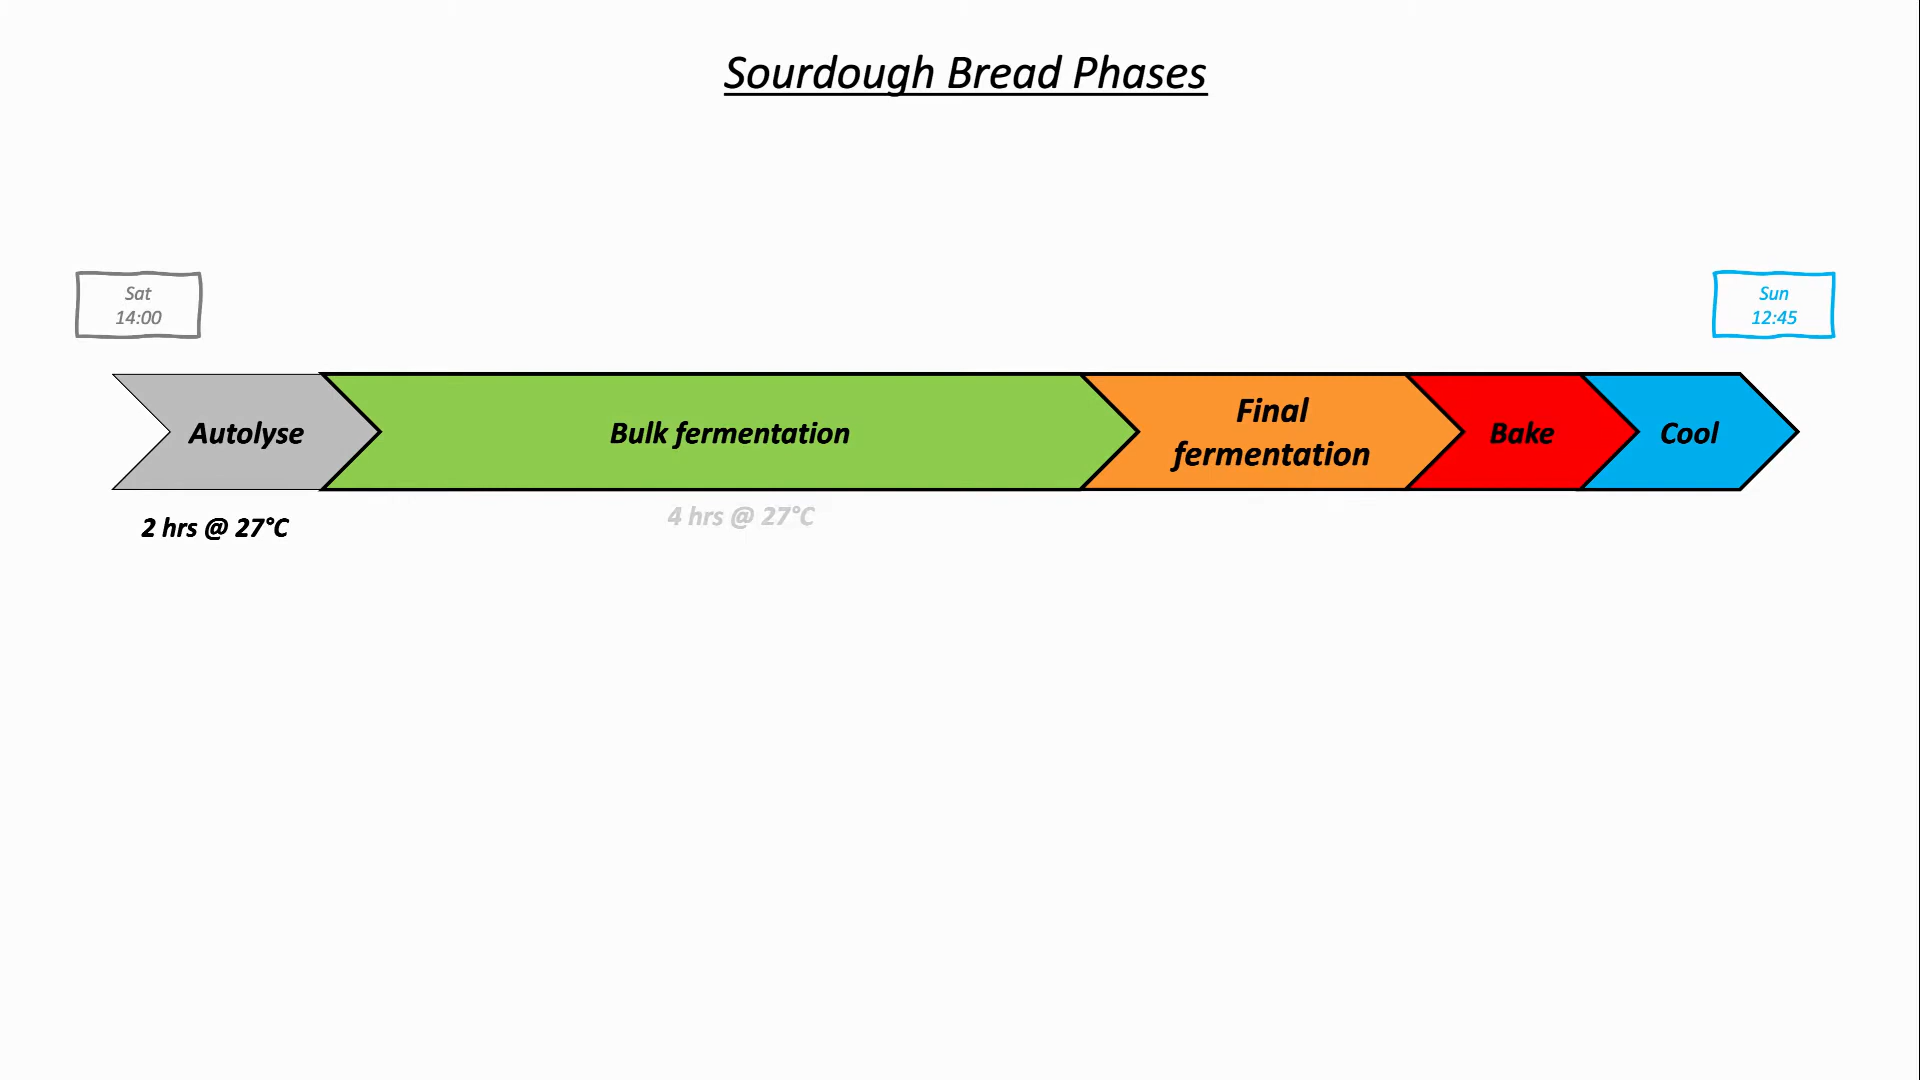 Sourdough Bread Phases
Sat
14:00
Sun
12:45
Autolyse
Bulk fermentation
Final
fermentation
Bake
Cool
2 hrs @ 27°C
4 hrs @ 27°C